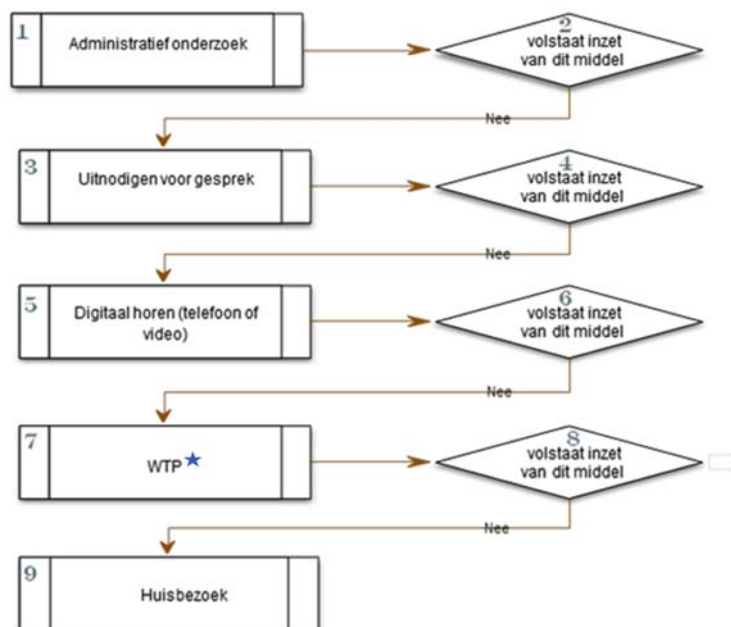 1
Administratief onderzoek
2
volstaat inzet
van dit middel
Nee
3
Uitnodigen voor gesprek
4
volstaat inzet
van dit middel
Nee
5
Digitaal horen (telefoon of
video)
6
volstaat inzet
van dit middel
Nee
7
WTP
8
volstaat inzet
van dit middel
Nee
9
Huisbezoek